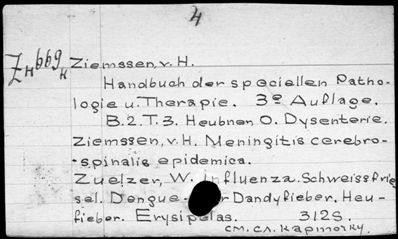 4
ZH 669 H
Ziemssen, v. H.
Handbuch der speciellen Patho-
logie u. Therapie. 3e Auflage.
B.2. T.3. Heubner O. Dysenterie.
Ziemssen, v. H. Meningitis cerebro-
-spinalis epidemica.
Zuelzer, W. Influenza. Schweissfrie
sel. Dengue- Dandyfieber. Heu-
fieber. Erysipelas. 312S.
см. сл. карточку.